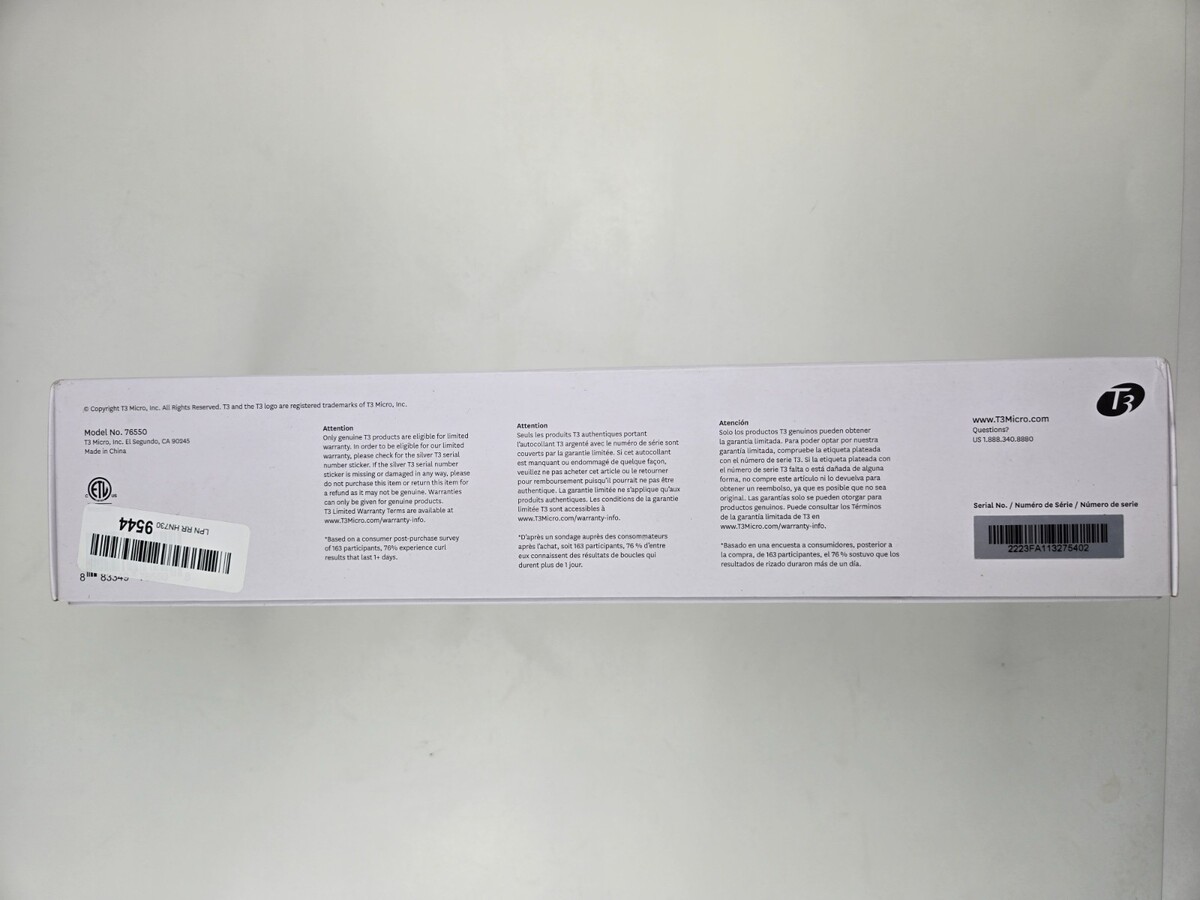 © Copyright T3 Micro, Inc. All Rights Reserved. T3 and the T3 logo are registered trademarks of T3 Micro, Inc.
Model No. 76550
T3 Micro, Inc. El Segundo, CA 90245
Made in China
ETL
LPN RR HN730 9544
Attention
Only genuine T3 products are eligible for limited
warranty. In order to be eligible for our limited
warranty, please check for the silver T3 serial
number sticker. If the silver T3 serial number
sticker is missing or damaged in any way, please
do not purchase this item or return this item for
a refund as it may not be genuine. Warranties
can only be given for genuine products.
T3 Limited Warranty Terms are available at
www.T3Micro.com/warranty-info.
*Based on a consumer post-purchase survey
of 163 participants, 76% experience curl
results that last 1+ days.
Attention
Seuls les produits T3 authentiques portant
l'autocollant T3 argenté avec le numéro de série sont
couverts par la garantie limitée. Si cet autocollant
est manquant ou endommagé de quelque façon,
veuillez ne pas acheter cet article ou le retourner
pour remboursement puisqu'il pourrait ne pas être
authentique. La garantie limitée ne s'applique qu'aux
produits authentiques. Les conditions de la garantie
limitée T3 sont accessibles à
www.T3Micro.com/warranty-info.
*D'après un sondage auprès des consommateurs
après l'achat, soit 163 participants, 76 % d'entre
eux connaissent des résultats de boucles qui
durent plus de 1 jour.
Atención
Solo los productos T3 genuinos pueden obtener
la garantía limitada. Para poder optar por nuestra
garantía limitada, compruebe la etiqueta plateada
con el número de serie T3. Si la etiqueta plateada con
el número de serie T3 falta o está dañada de alguna
forma, no compre este artículo ni lo devuelva para
obtener un reembolso, ya que es posible que no sea
original. Las garantías solo se pueden otorgar para
productos genuinos. Puede consultar los Términos
de la garantía limitada de T3 en
www.T3Micro.com/warranty-info.
*Basado en una encuesta a consumidores, posterior a
la compra, de 163 participantes, el 76 % sostuvo que los
resultados de rizado duraron más de un día.
T3
www.T3Micro.com
Questions?
US 1.888.340.8880
Serial No. / Numéro de Série / Número de serie
2223FA113275402